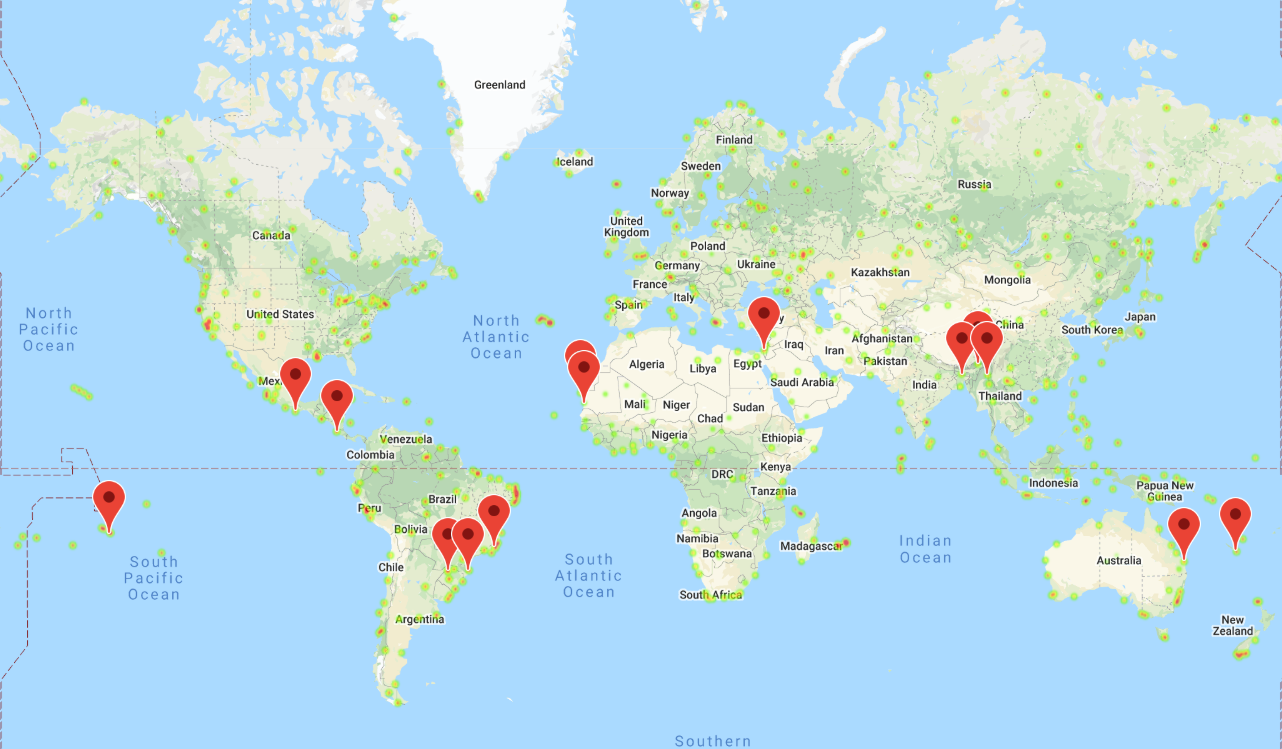 Greenland
Iceland
Finland
Sweden
Norway
Russia
United
Kingdom
Canada
Poland
Germany
Ukraine
Kazakhstan
Mongolia
France
Italy
Spain
North
Pacific
Ocean
United States
North
Atlantic
Ocean
y
Iraq
Iran
Afghanistan
Pakistan
China
South Korea
Japan
Mexi
Algeria
Libya
Egypt
Saudi Arabia
India
Thailand
Mali
Niger
Chad
Sudan
Nigeria
Ethiopia
Venezuela
Colombia
DRC
Kenya
Tanzania
Indonesia
Papua New
Guinea
Peru
Brazil
Bolivia
Angola
Namibia
Botswana
Madagascar
Chile
South
Pacific
Ocean
South
Atlantic
Ocean
Indian
Ocean
Australia
South Africa
Argentina
New
Zealand
Southern